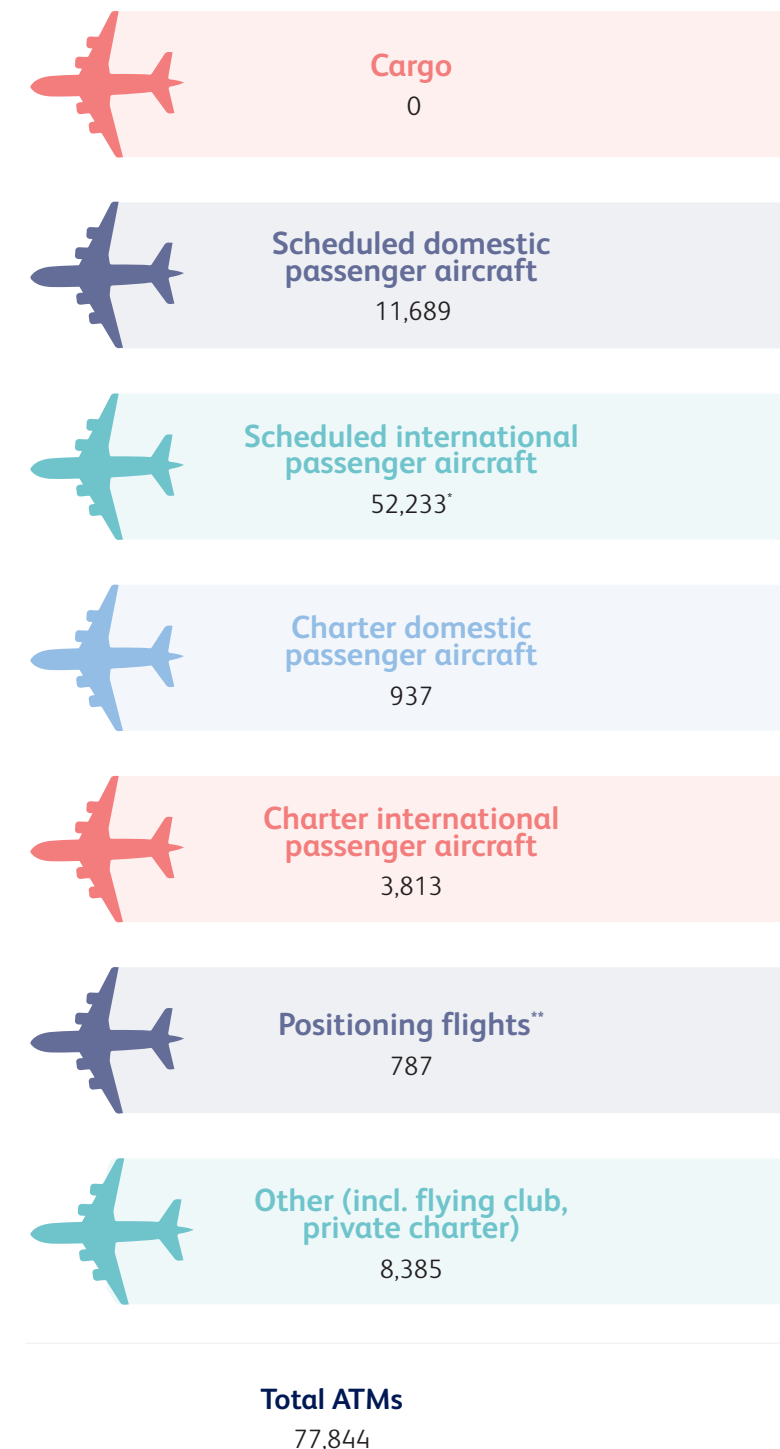 Cargo
0
Scheduled domestic
passenger aircraft
11,689
Scheduled international
passenger aircraft
52,233*
Charter domestic
passenger aircraft
937
Charter international
passenger aircraft
3,813
Positioning flights**
787
Other (incl. flying club,
private charter)
8,385
Total ATMs
77,844